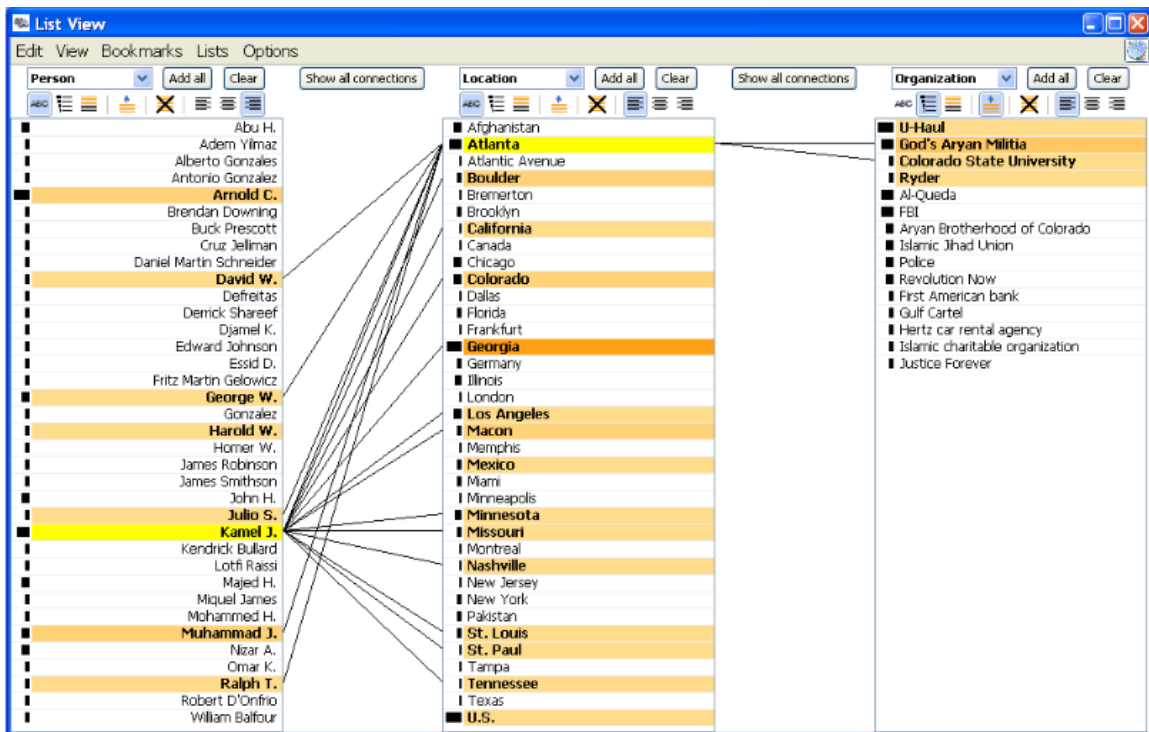 List View
Edit View Bookmarks Lists Options
Person Add all Clear Show all connections Location Add all Clear Show all connections Organization Add all Clear
ABC ABC ABC
Abu H.
Adem Yilmaz
Alberto Gonzales
Antonio Gonzalez
Arnold C.
Brendan Downing
Buck Prescott
Cruz Jelliman
Daniel Martin Schneider
David W.
Defreitas
Derrick Shareef
Djamel K.
Edward Johnson
Essid D.
Fritz Martin Gelowicz
George W.
Gonzalez
Harold W.
Homer W.
James Robinson
James Smithson
John H.
Julio S.
Kamel J.
Kendrick Bullard
Lotfi Raissi
Majed H.
Miquel James
Mohammed H.
Muhammad J.
Nizar A.
Omar K.
Ralph T.
Robert D'Onfrio
William Balfour
Afghanistan
Atlanta
Atlantic Avenue
Boulder
Bremerton
Brooklyn
California
Canada
Chicago
Colorado
Dallas
Florida
Frankfurt
Georgia
Germany
Illinois
London
Los Angeles
Macon
Memphis
Mexico
Miami
Minneapolis
Minnesota
Missouri
Montreal
Nashville
New Jersey
New York
Pakistan
St. Louis
St. Paul
Tampa
Tennessee
Texas
U.S.
U-Haul
God's Aryan Militia
Colorado State University
Ryder
Al-Queda
FBI
Aryan Brotherhood of Colorado
Islamic Jihad Union
Police
Revolution Now
First American bank
Gulf Cartel
Hertz car rental agency
Islamic charitable organization
Justice Forever